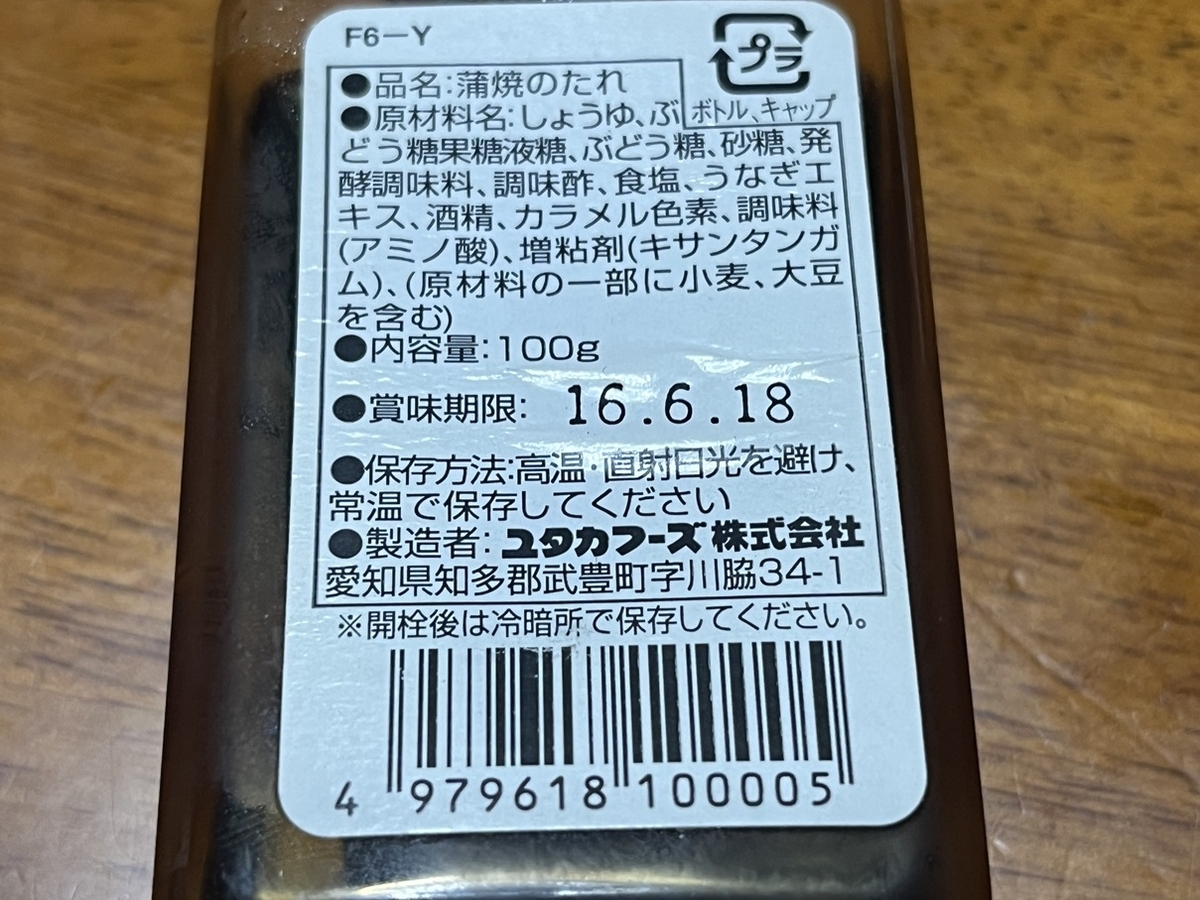 F6－Y
プラ
●品名:蒲焼のたれ
●原材料名:しょうゆ、ぶ
ボトル、キャップ
どう糖果糖液糖、ぶどう糖、砂糖、発
酵調味料、調味酢、食塩、うなぎエ
キス、酒精、カラメル色素、調味料
(アミノ酸)、増粘剤(キサンタンガ
ム)、(原材料の一部に小麦、大豆
を含む)
●内容量:100g
●賞味期限: 16.6.18
●保存方法:高温・直射日光を避け、
常温で保存してください
●製造者:ユタカフーズ株式会社
愛知県知多郡武豊町字川脇34-1
※開栓後は冷暗所で保存してください。
4 979618 100005